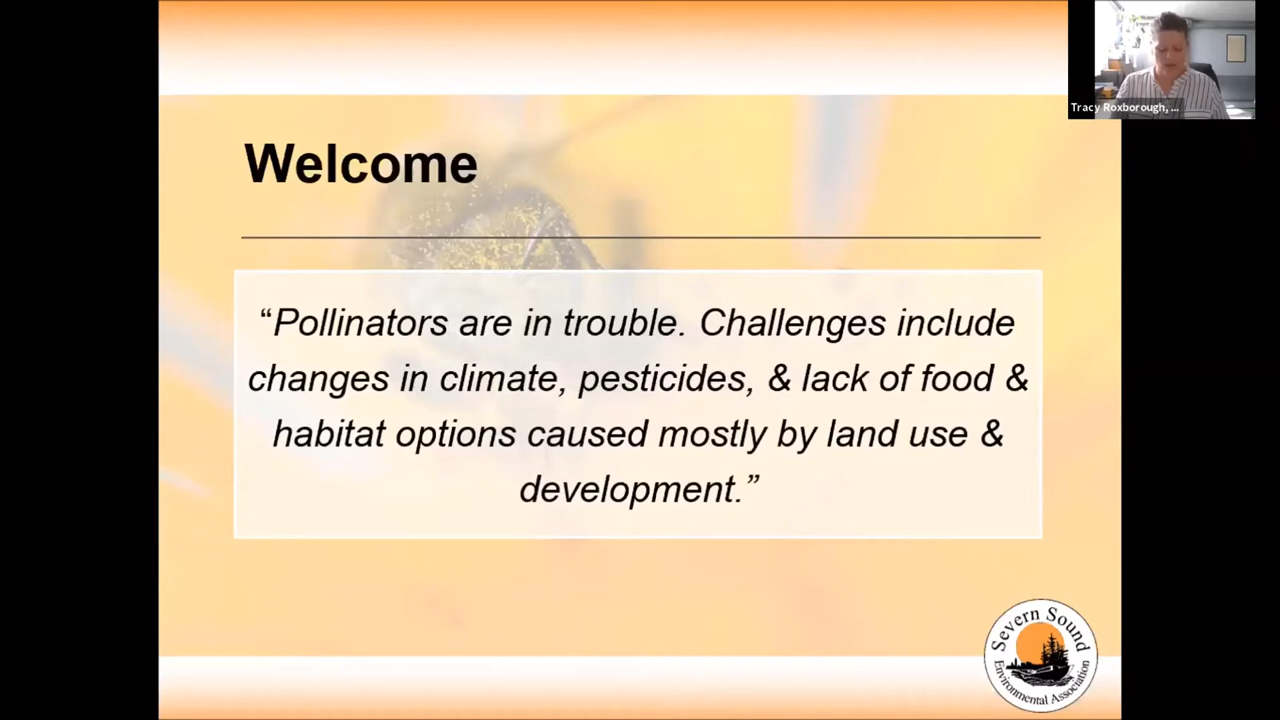 Tracy Roxborough, ...
Welcome
“Pollinators are in trouble. Challenges include
changes in climate, pesticides, & lack of food &
habitat options caused mostly by land use &
development.”
Severn Sound
Environmental Association